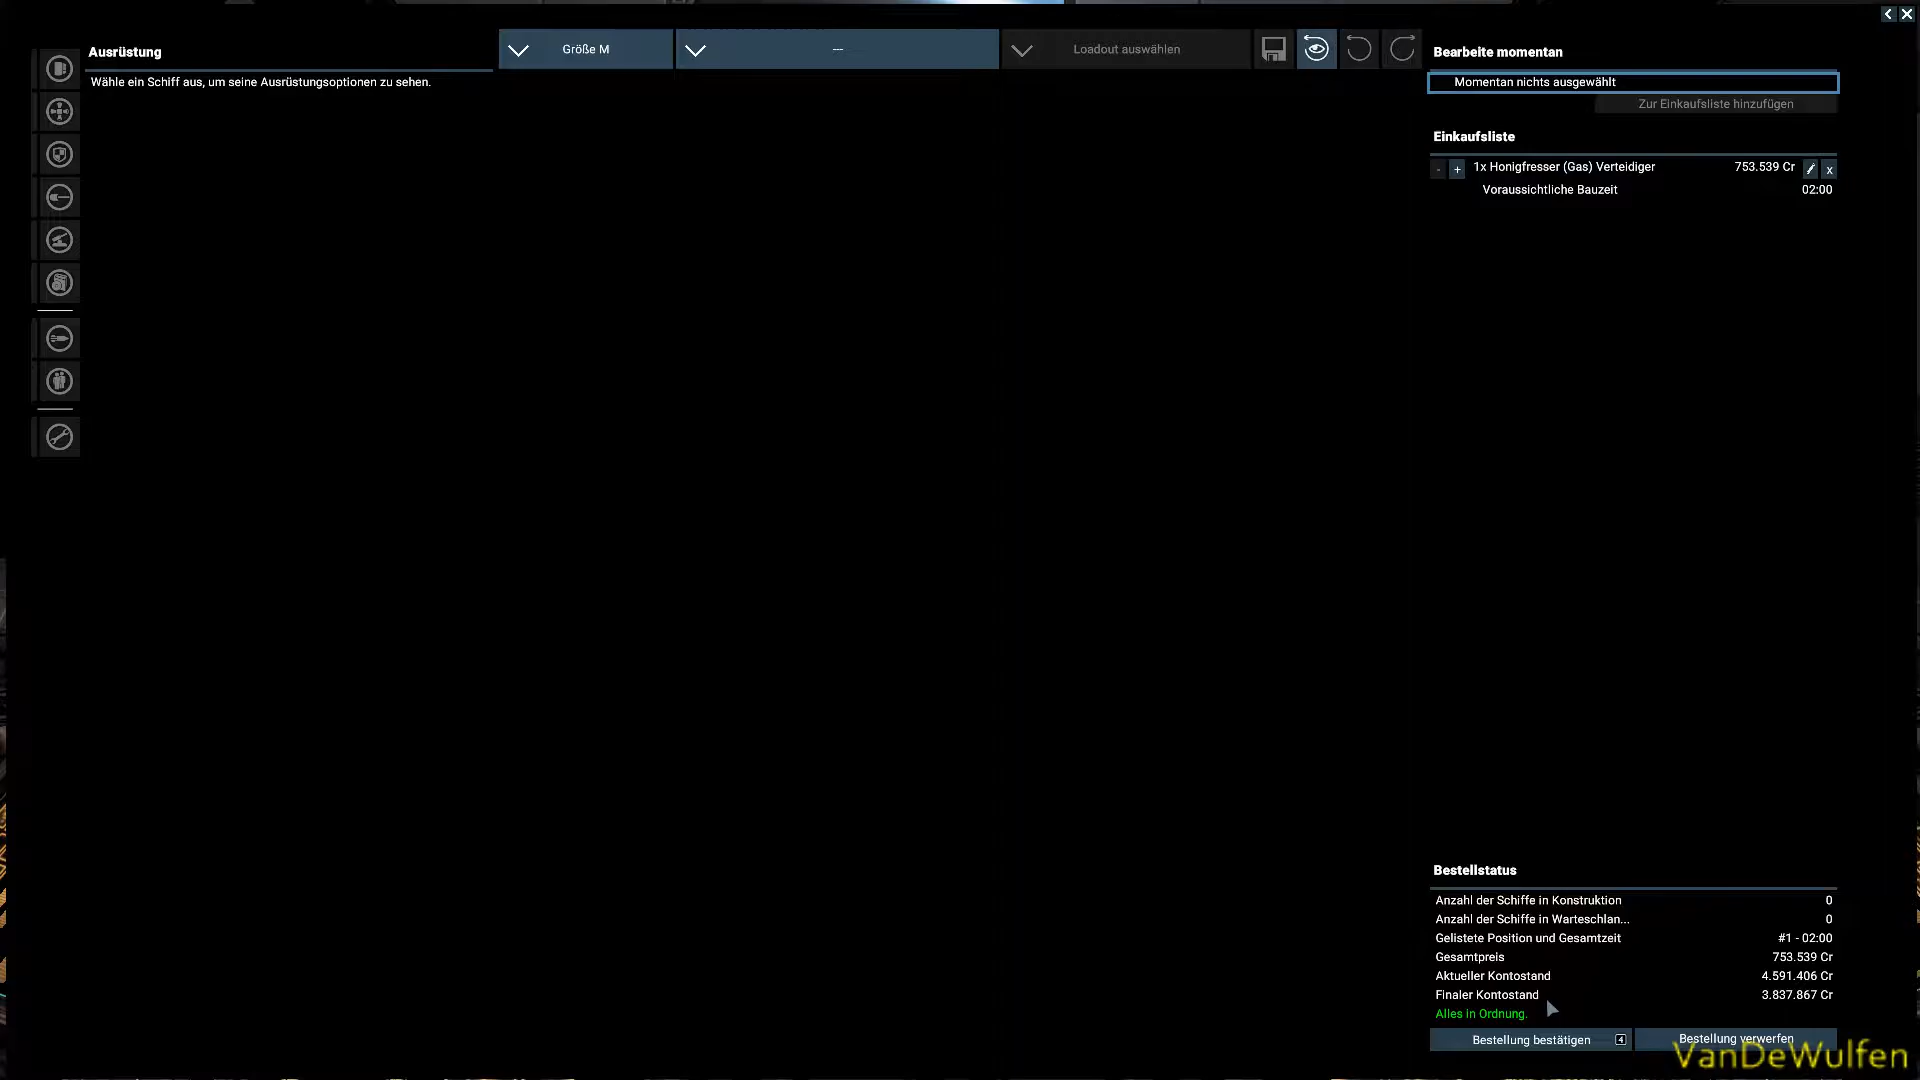 Ausrüstung
Wähle ein Schiff aus, um seine Ausrüstungsoptionen zu sehen.
Größe M
---
Loadout auswählen
Bearbeite momentan
Momentan nichts ausgewählt
Zur Einkaufsliste hinzufügen
Einkaufsliste
- + 1x Honigfresser (Gas) Verteidiger 753.539 Cr x
Voraussichtliche Bauzeit 02:00
Bestellstatus
Anzahl der Schiffe in Konstruktion 0
Anzahl der Schiffe in Warteschlan... 0
Gelistete Position und Gesamtzeit #1 - 02:00
Gesamtpreis 753.539 Cr
Aktueller Kontostand 4.591.406 Cr
Finaler Kontostand 3.837.867 Cr
Alles in Ordnung.
Bestellung bestätigen 4 Bestellung verwerfen
VanDeWulfen